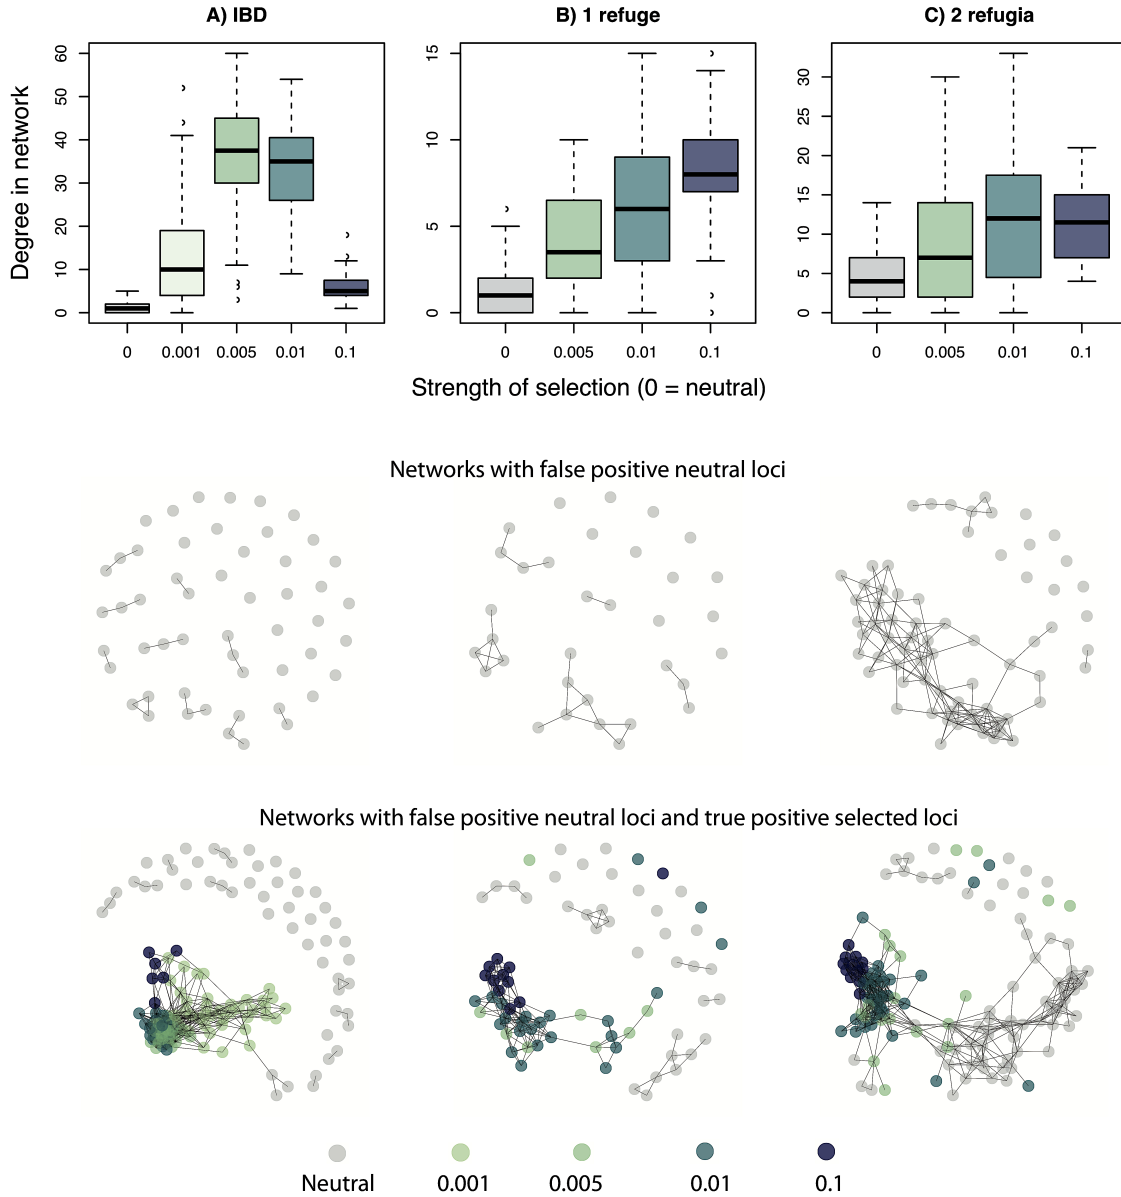 A) IBD
B) 1 refuge
C) 2 refugia
Degree in network
60
50
40
30
20
10
0
0 0.001 0.005 0.01 0.1
15
10
5
0
0 0.005 0.01 0.1
30
25
20
15
10
5
0
0 0.005 0.01 0.1
Strength of selection (0 = neutral)
Networks with false positive neutral loci
Networks with false positive neutral loci and true positive selected loci
Neutral 0.001 0.005 0.01 0.1